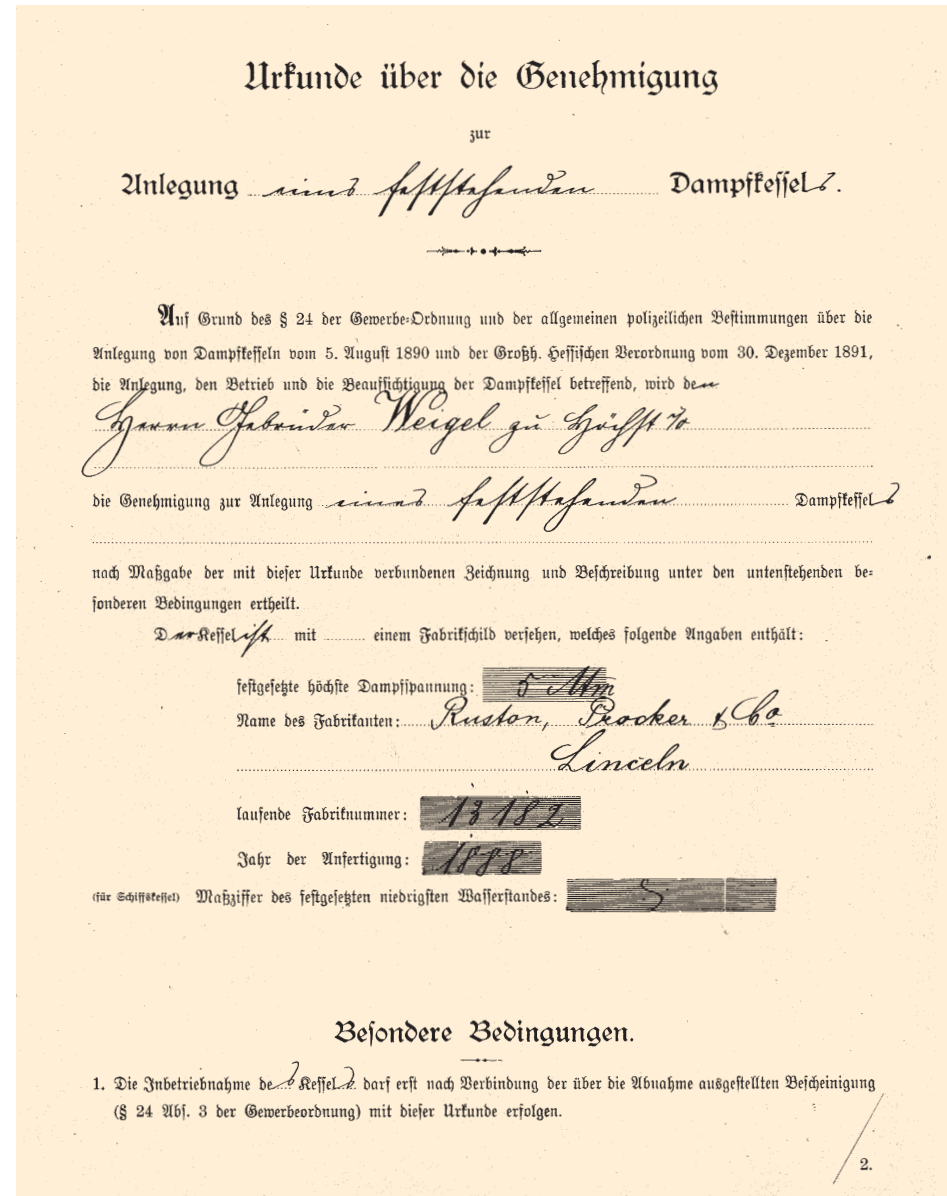 Urkunde über die Genehmigung
zur
Anlegung eines feststehenden Dampfkessels.
Auf Grund des § 24 der Gewerbe-Ordnung und der allgemeinen polizeilichen Bestimmungen über die
Anlegung von Dampfkesseln vom 5. August 1890 und der Großh. Hessischen Verordnung vom 30. Dezember 1891,
die Anlegung, den Betrieb und die Beaufsichtigung der Dampfkessel betreffend, wird den
Herrn Gebrüder Weigel zu Höchst
die Genehmigung zur Anlegung eines feststehenden Dampfkessels
nach Maßgabe der mit dieser Urkunde verbundenen Zeichnung und Beschreibung unter den untenstehenden be-
sonderen Bedingungen ertheilt.
Der Kessel ist mit einem Fabrikschild versehen, welches folgende Angaben enthält:
festgesetzte höchste Dampfspannung: 5 Atm
Name des Fabrikanten: Ruston, Procker & Co
Linceln
laufende Fabriknummer: 13182
Jahr der Anfertigung: 1888
(für Schiffskessel) Maßziffer des festgesetzten niedrigsten Wasserstandes:
Besondere Bedingungen.
1. Die Inbetriebnahme des Kessels darf erst nach Verbindung der über die Abnahme ausgestellten Bescheinigung
(§ 24 Abs. 3 der Gewerbeordnung) mit dieser Urkunde erfolgen.
2.